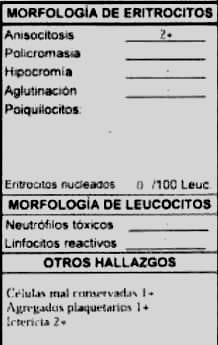 MORFOLOGÍA DE ERITROCITOS
Anisocitosis 2+
Policromasia
Hipocromía
Aglutinación
Poiquilocitos:
Eritrocitos nucleados 0 /100 Leuc.
MORFOLOGÍA DE LEUCOCITOS
Neutrófilos tóxicos
Linfocitos reactivos
OTROS HALLAZGOS
Células mal conservadas 1+
Agregados plaquetarios 1+
Ictericia 2+